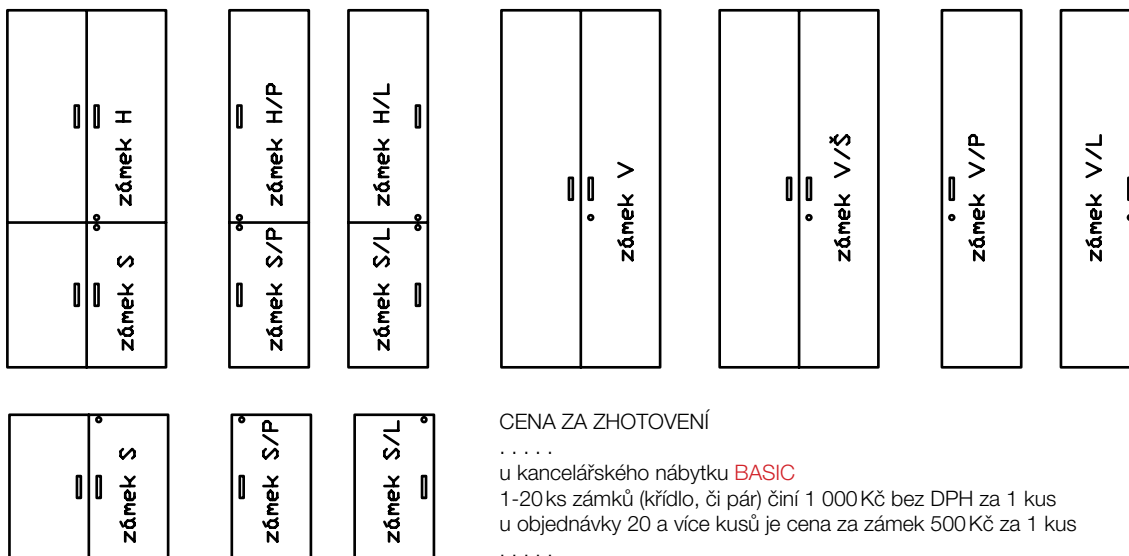 zámek H
zámek H/P
zámek H/L
zámek V
zámek V/Š
zámek V/P
zámek V/L
zámek S
zámek S/P
zámek S/L
zámek S
zámek S/P
zámek S/L
CENA ZA ZHOTOVENÍ
. . . . .
u kancelářského nábytku BASIC
1-20 ks zámků (křídlo, či pár) činí 1 000 Kč bez DPH za 1 kus
u objednávky 20 a více kusů je cena za zámek 500 Kč za 1 kus
. . . . .